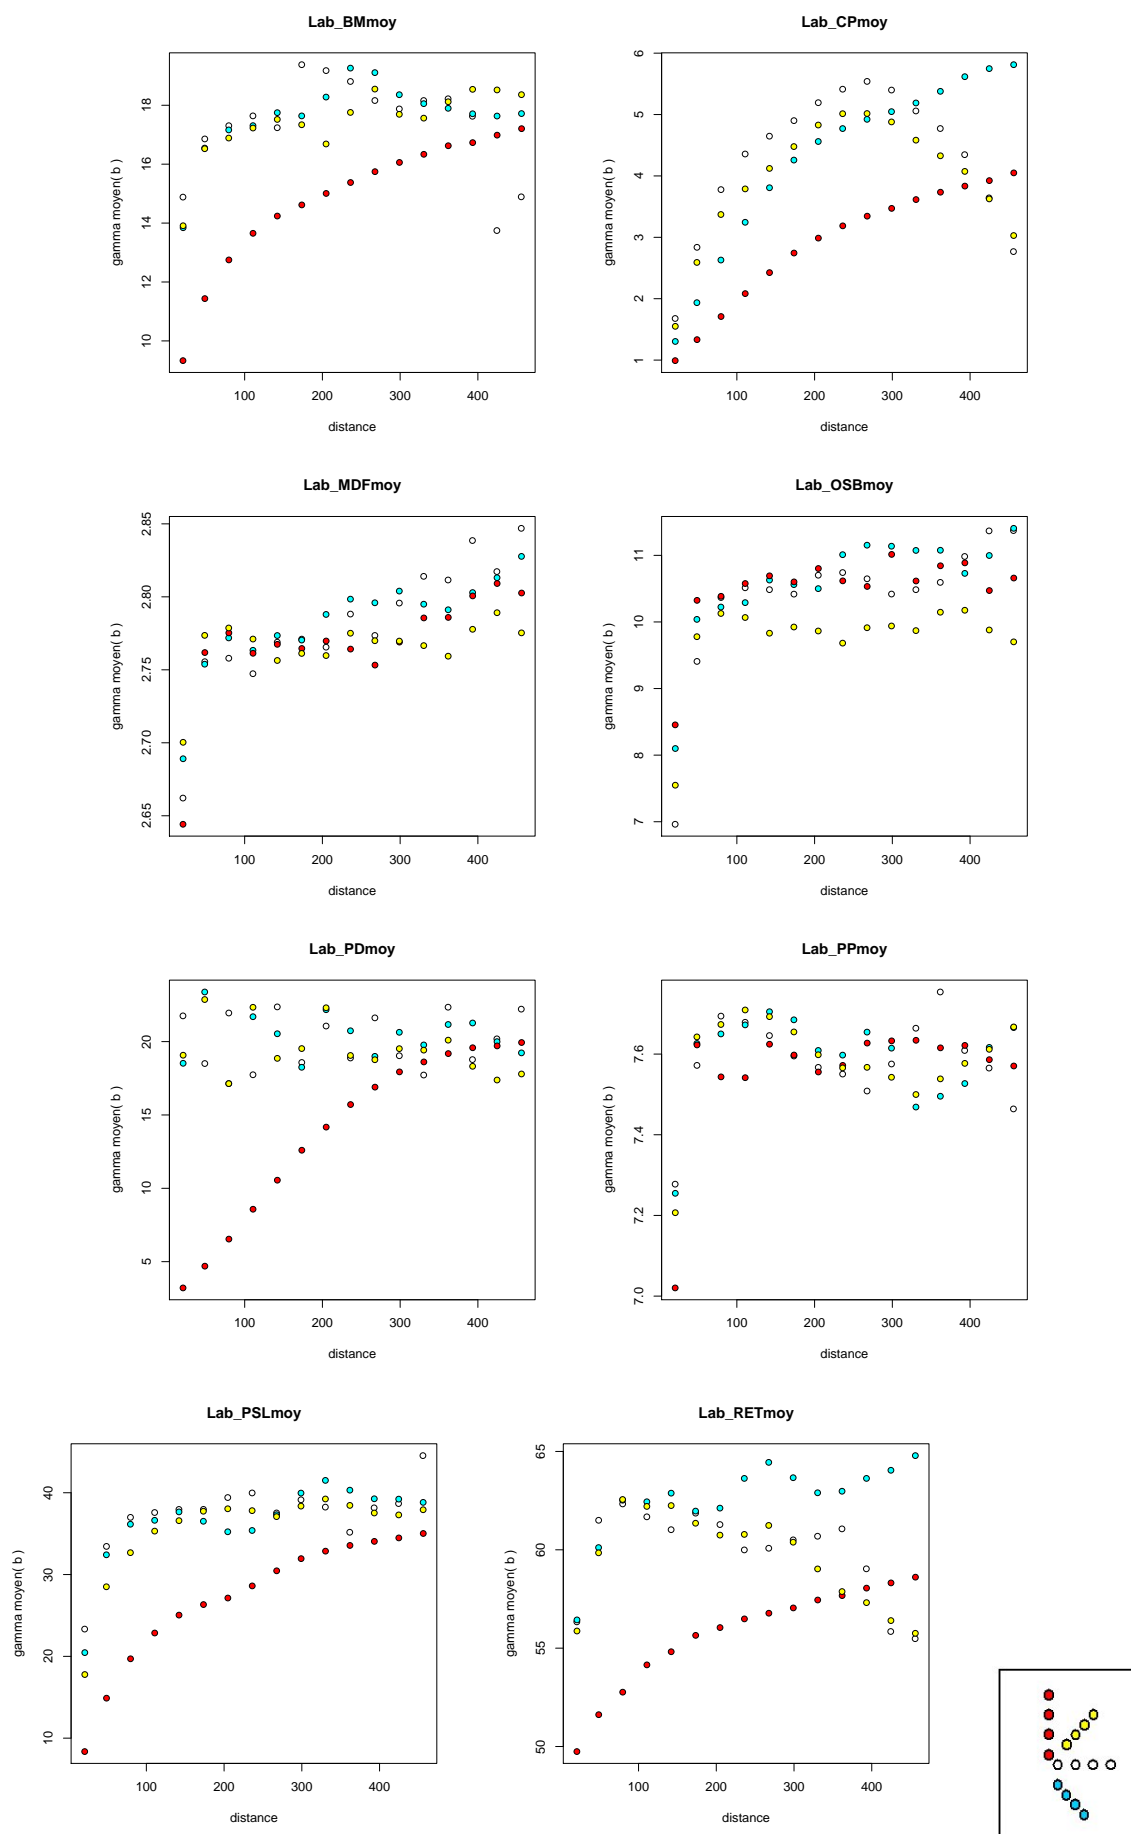 Lab_BMmoy
gamma moyen( b )
10
12
14
16
18
100 200 300 400
distance
Lab_CPmoy
gamma moyen( b )
1
2
3
4
5
6
100 200 300 400
distance
Lab_MDFmoy
gamma moyen( b )
2.65
2.70
2.75
2.80
2.85
100 200 300 400
distance
Lab_OSBmoy
gamma moyen( b )
7
8
9
10
11
100 200 300 400
distance
Lab_PDmoy
gamma moyen( b )
5
10
15
20
100 200 300 400
distance
Lab_PPmoy
gamma moyen( b )
7.0
7.2
7.4
7.6
100 200 300 400
distance
Lab_PSLmoy
gamma moyen( b )
10
20
30
40
100 200 300 400
distance
Lab_RETmoy
gamma moyen( b )
50
55
60
65
100 200 300 400
distance